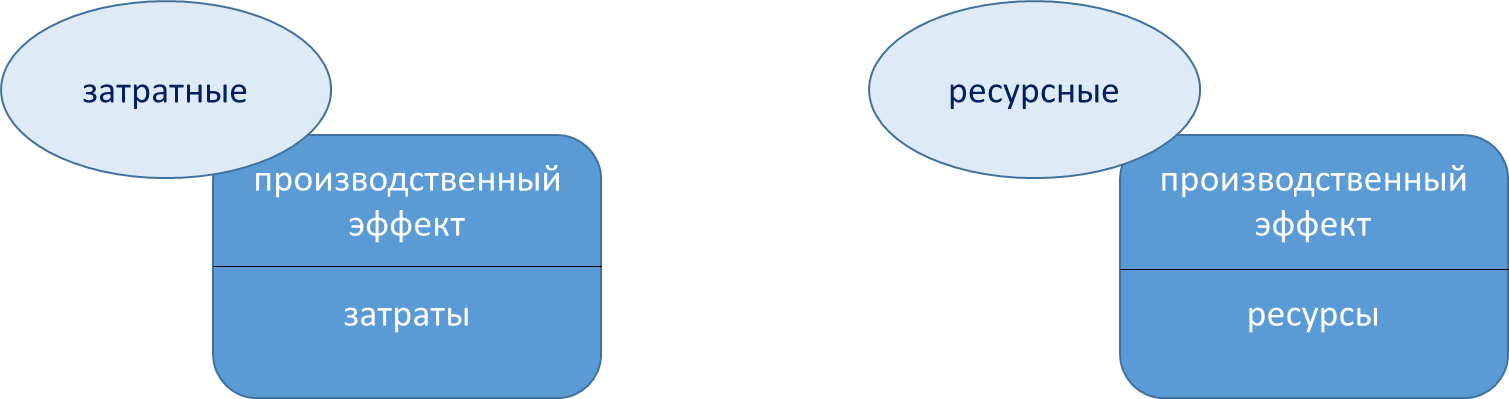 затратные
производственный
эффект
затраты
ресурсные
производственный
эффект
ресурсы